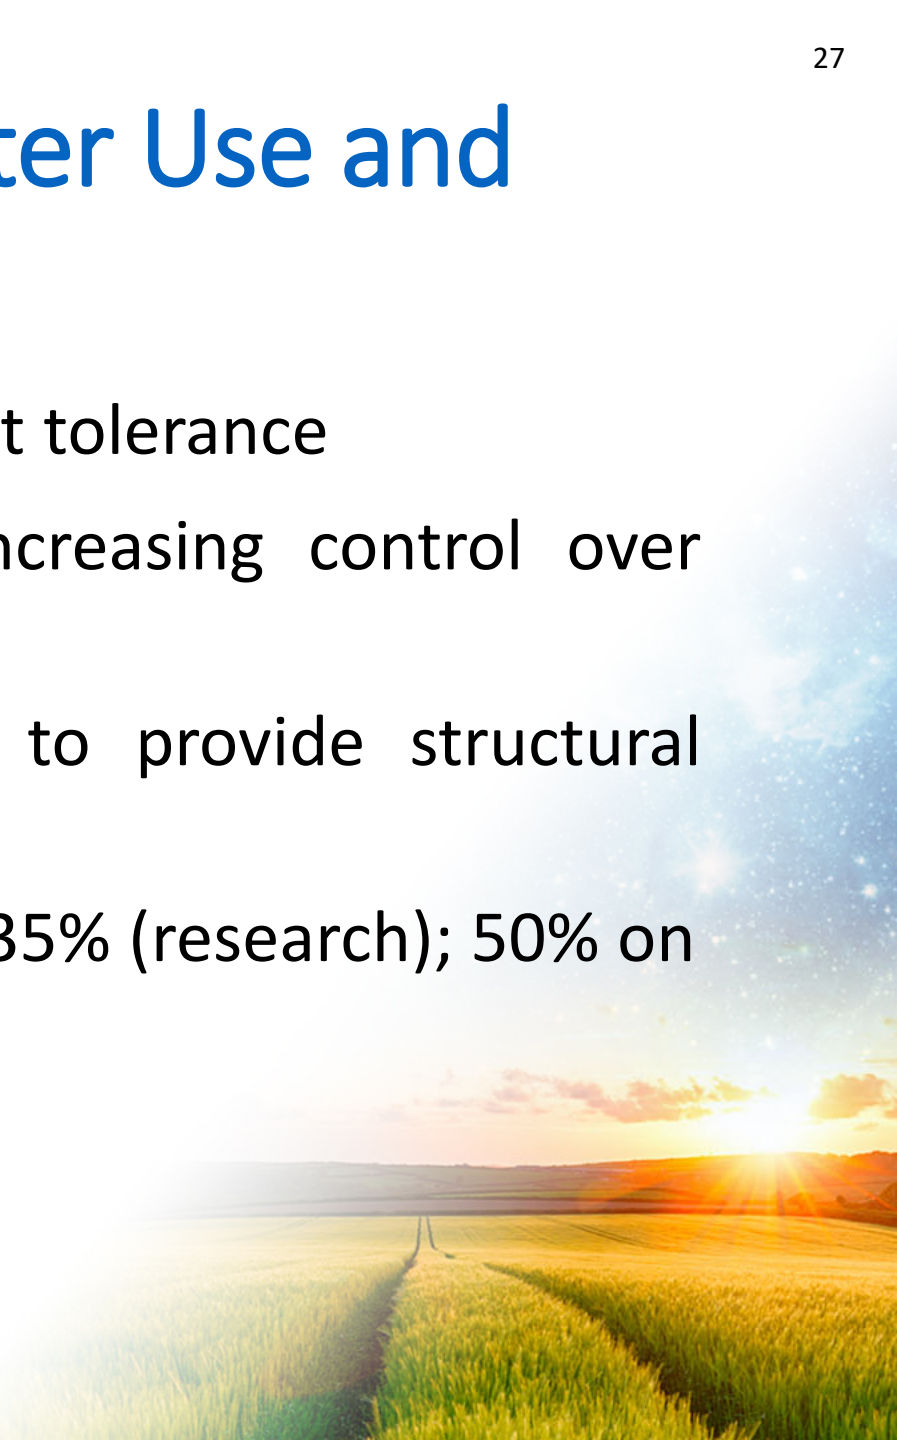 27
ter Use and
t tolerance
ncreasing control over
to provide structural
35% (research); 50% on